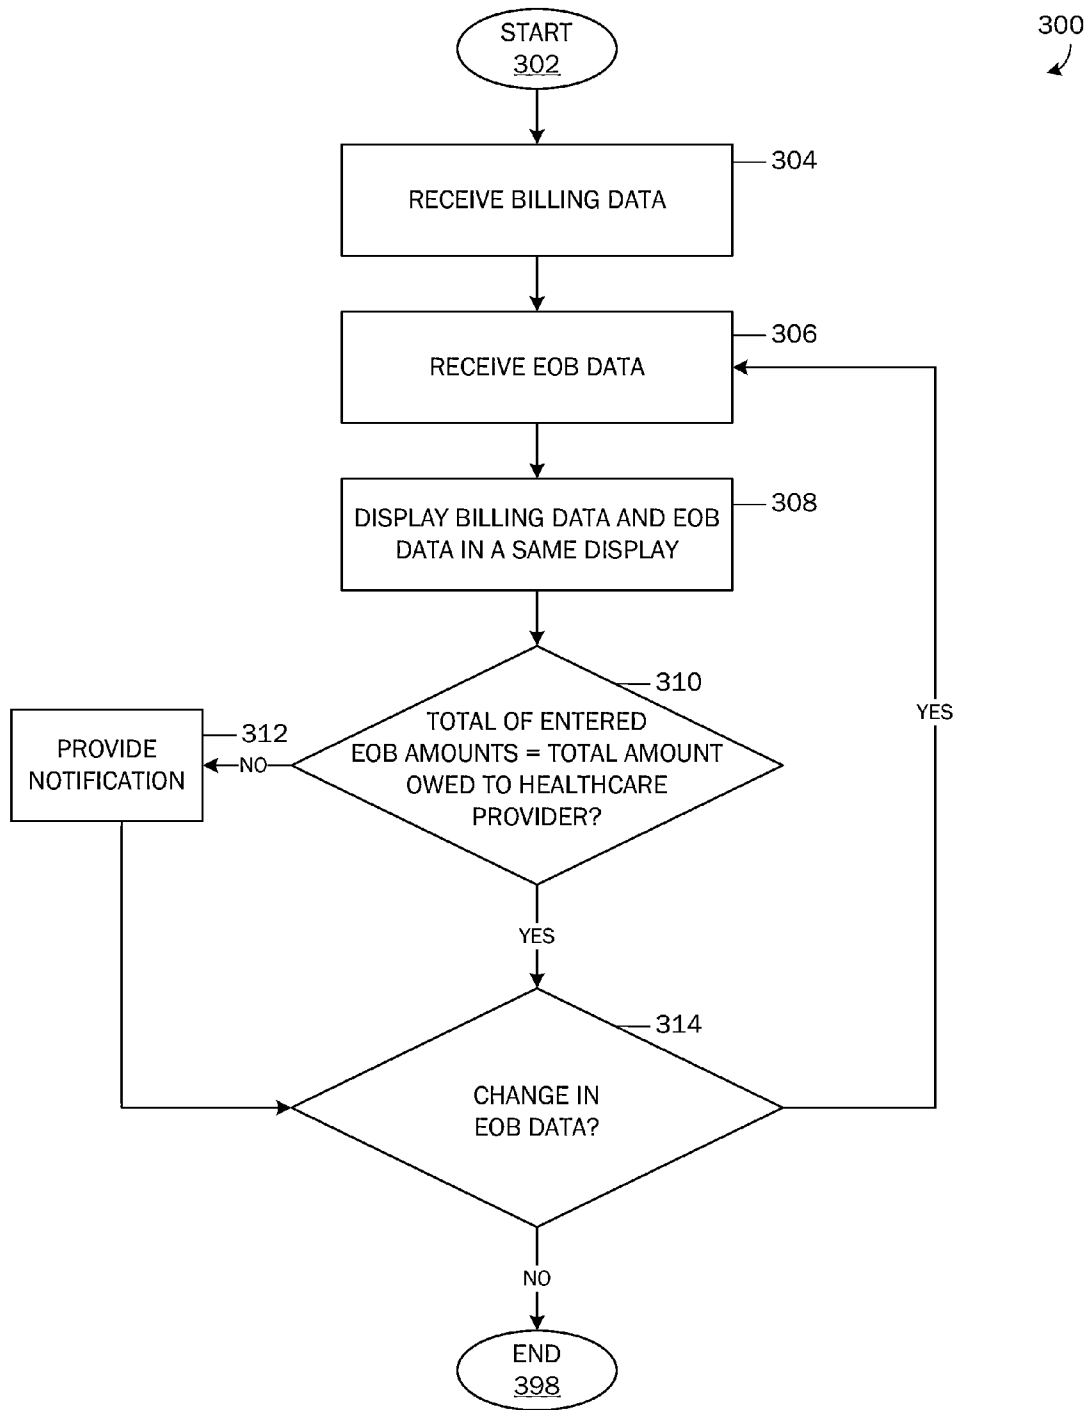 START
302
300
304
RECEIVE BILLING DATA
306
RECEIVE EOB DATA
308
DISPLAY BILLING DATA AND EOB
DATA IN A SAME DISPLAY
310
TOTAL OF ENTERED
EOB AMOUNTS = TOTAL AMOUNT
OWED TO HEALTHCARE
PROVIDER?
312
PROVIDE
NOTIFICATION
NO
YES
YES
314
CHANGE IN
EOB DATA?
NO
END
398